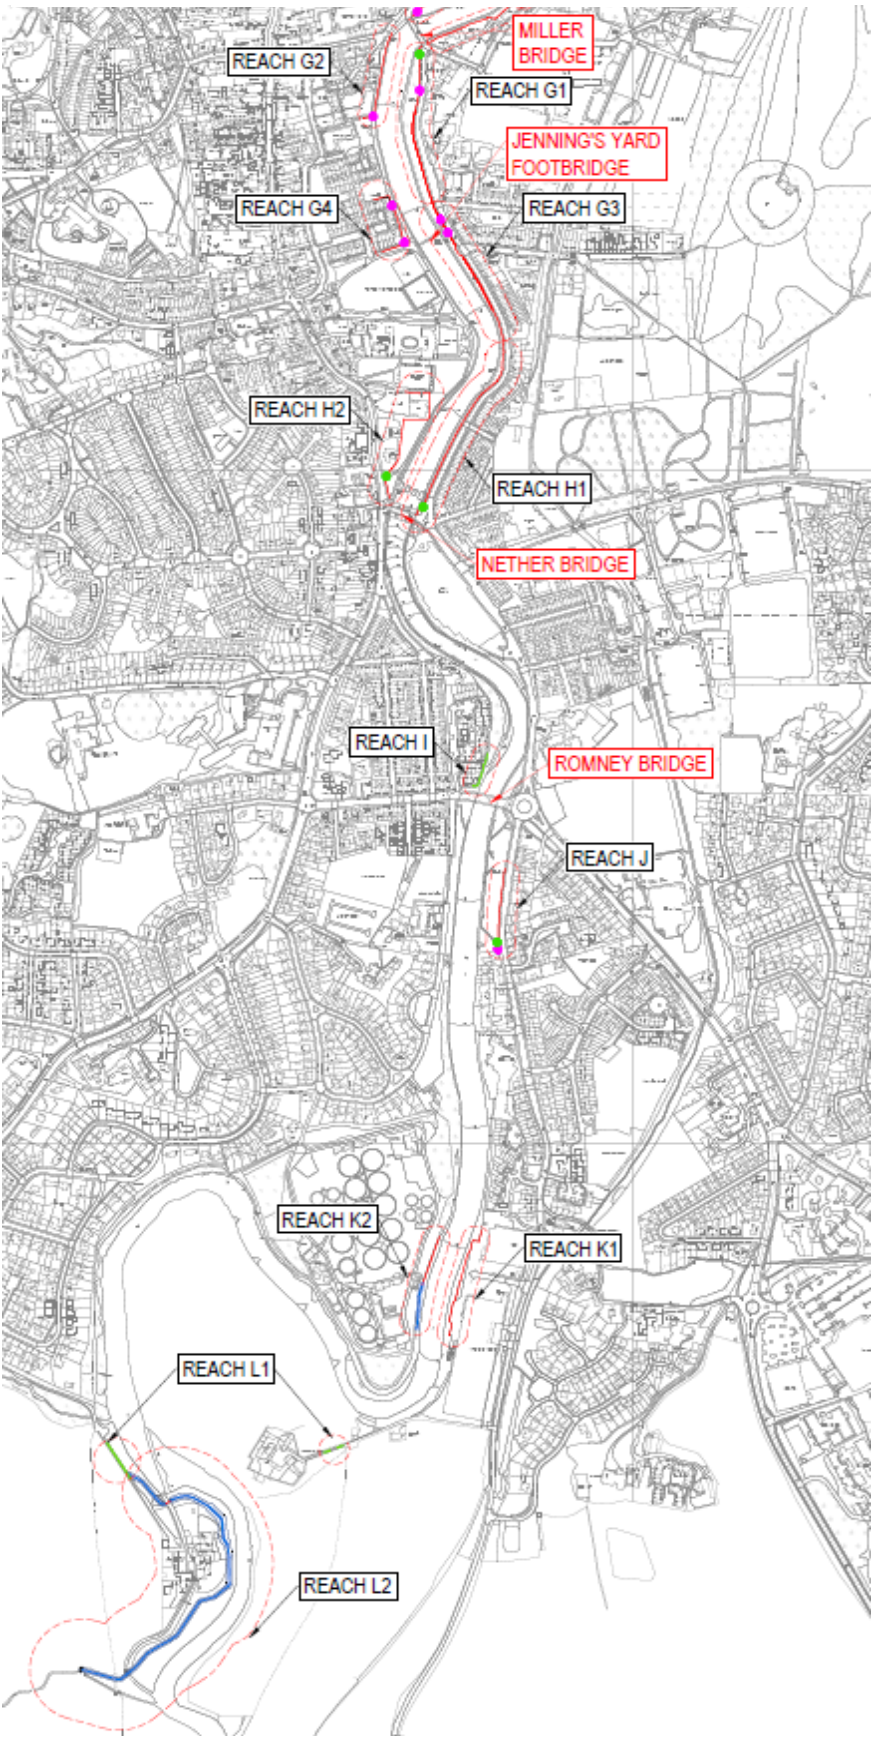 MILLER
BRIDGE
REACH G2
REACH G1
JENNING'S YARD
FOOTBRIDGE
REACH G4
REACH G3
REACH H2
REACH H1
NETHER BRIDGE
REACH I
ROMNEY BRIDGE
REACH J
REACH K2
REACH K1
REACH L1
REACH L2